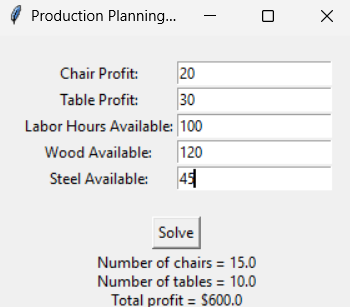 Production Planning...
Chair Profit: 20
Table Profit: 30
Labor Hours Available: 100
Wood Available: 120
Steel Available: 45
Solve
Number of chairs = 15.0
Number of tables = 10.0
Total profit = $600.0